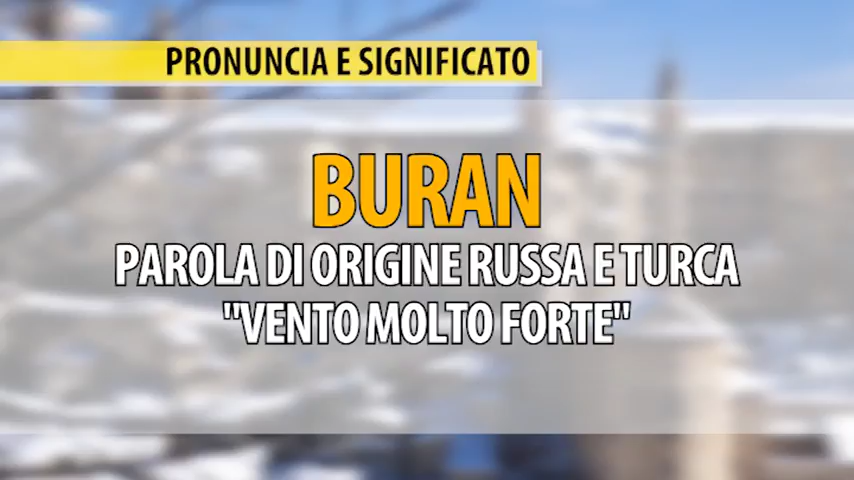 PRONUNCIA E SIGNIFICATO
BURAN
PAROLA DI ORIGINE RUSSA E TURCA
"VENTO MOLTO FORTE"